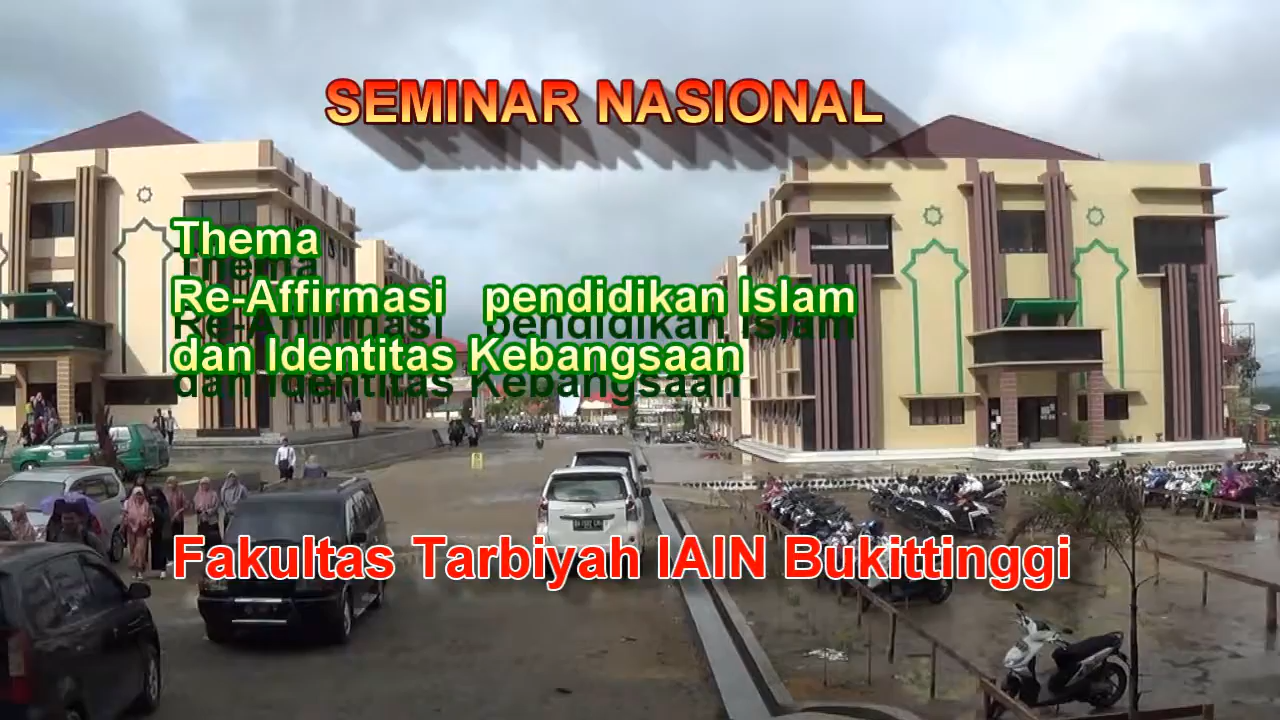 SEMINAR NASIONAL
Thema
Re-Affirmasi pendidikan Islam
dan Identitas Kebangsaan
Fakultas Tarbiyah IAIN Bukittinggi